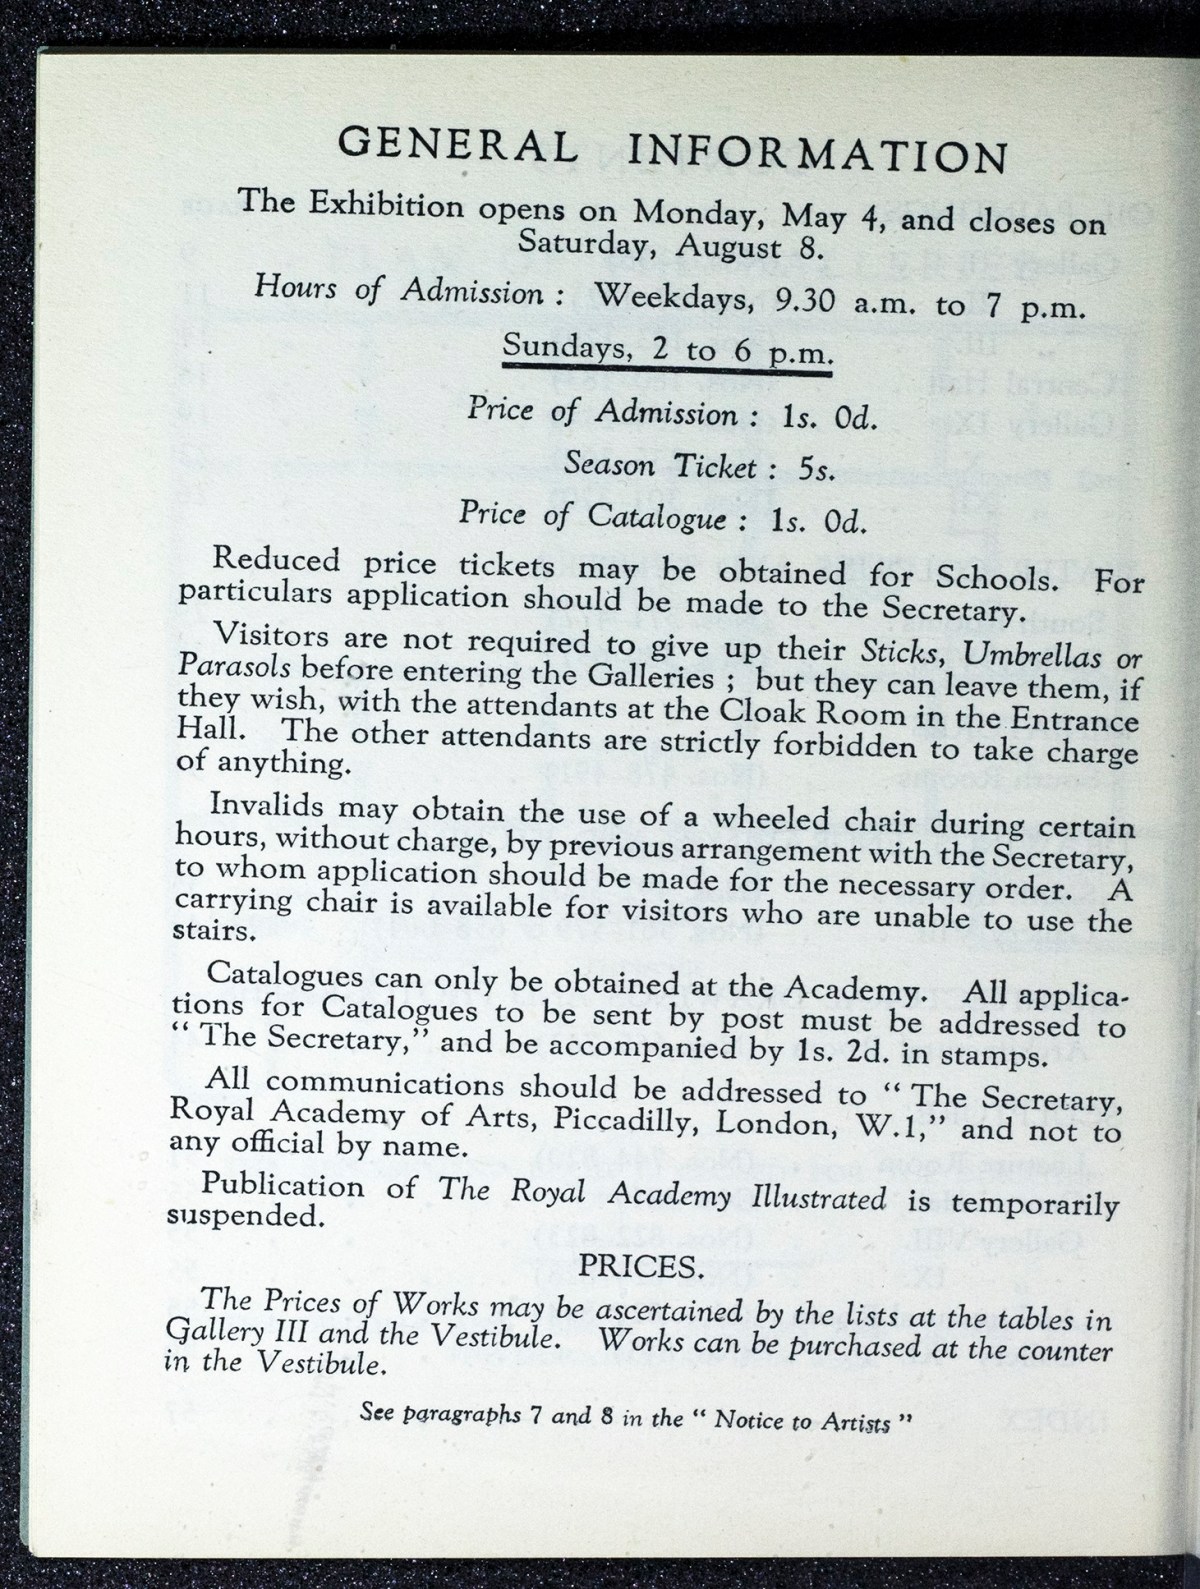 GENERAL INFORMATION
The Exhibition opens on Monday, May 4, and closes on
Saturday, August 8.
Hours of Admission : Weekdays, 9.30 a.m. to 7 p.m.
Sundays, 2 to 6 p.m.
Price of Admission : 1s. 0d.
Season Ticket : 5s.
Price of Catalogue : 1s. 0d.
Reduced price tickets may be obtained for Schools. For
particulars application should be made to the Secretary.
Visitors are not required to give up their Sticks, Umbrellas or
Parasols before entering the Galleries ; but they can leave them, if
they wish, with the attendants at the Cloak Room in the Entrance
Hall. The other attendants are strictly forbidden to take charge
of anything.
Invalids may obtain the use of a wheeled chair during certain
hours, without charge, by previous arrangement with the Secretary,
to whom application should be made for the necessary order. A
carrying chair is available for visitors who are unable to use the
stairs.
Catalogues can only be obtained at the Academy. All applica-
tions for Catalogues to be sent by post must be addressed to
“ The Secretary,” and be accompanied by 1s. 2d. in stamps.
All communications should be addressed to “ The Secretary,
Royal Academy of Arts, Piccadilly, London, W.1,” and not to
any official by name.
Publication of The Royal Academy Illustrated is temporarily
suspended.
PRICES.
The Prices of Works may be ascertained by the lists at the tables in
Gallery III and the Vestibule. Works can be purchased at the counter
in the Vestibule.
See paragraphs 7 and 8 in the “ Notice to Artists ”